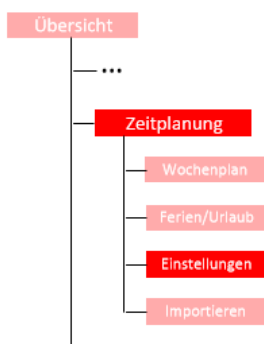 Übersicht
...
Zeitplanung
Wochenplan
Ferien/Urlaub
Einstellungen
Importieren